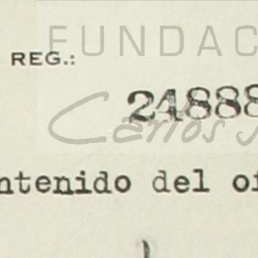 FUNDAC
REG.:
24888
Carlos
ntenido del of